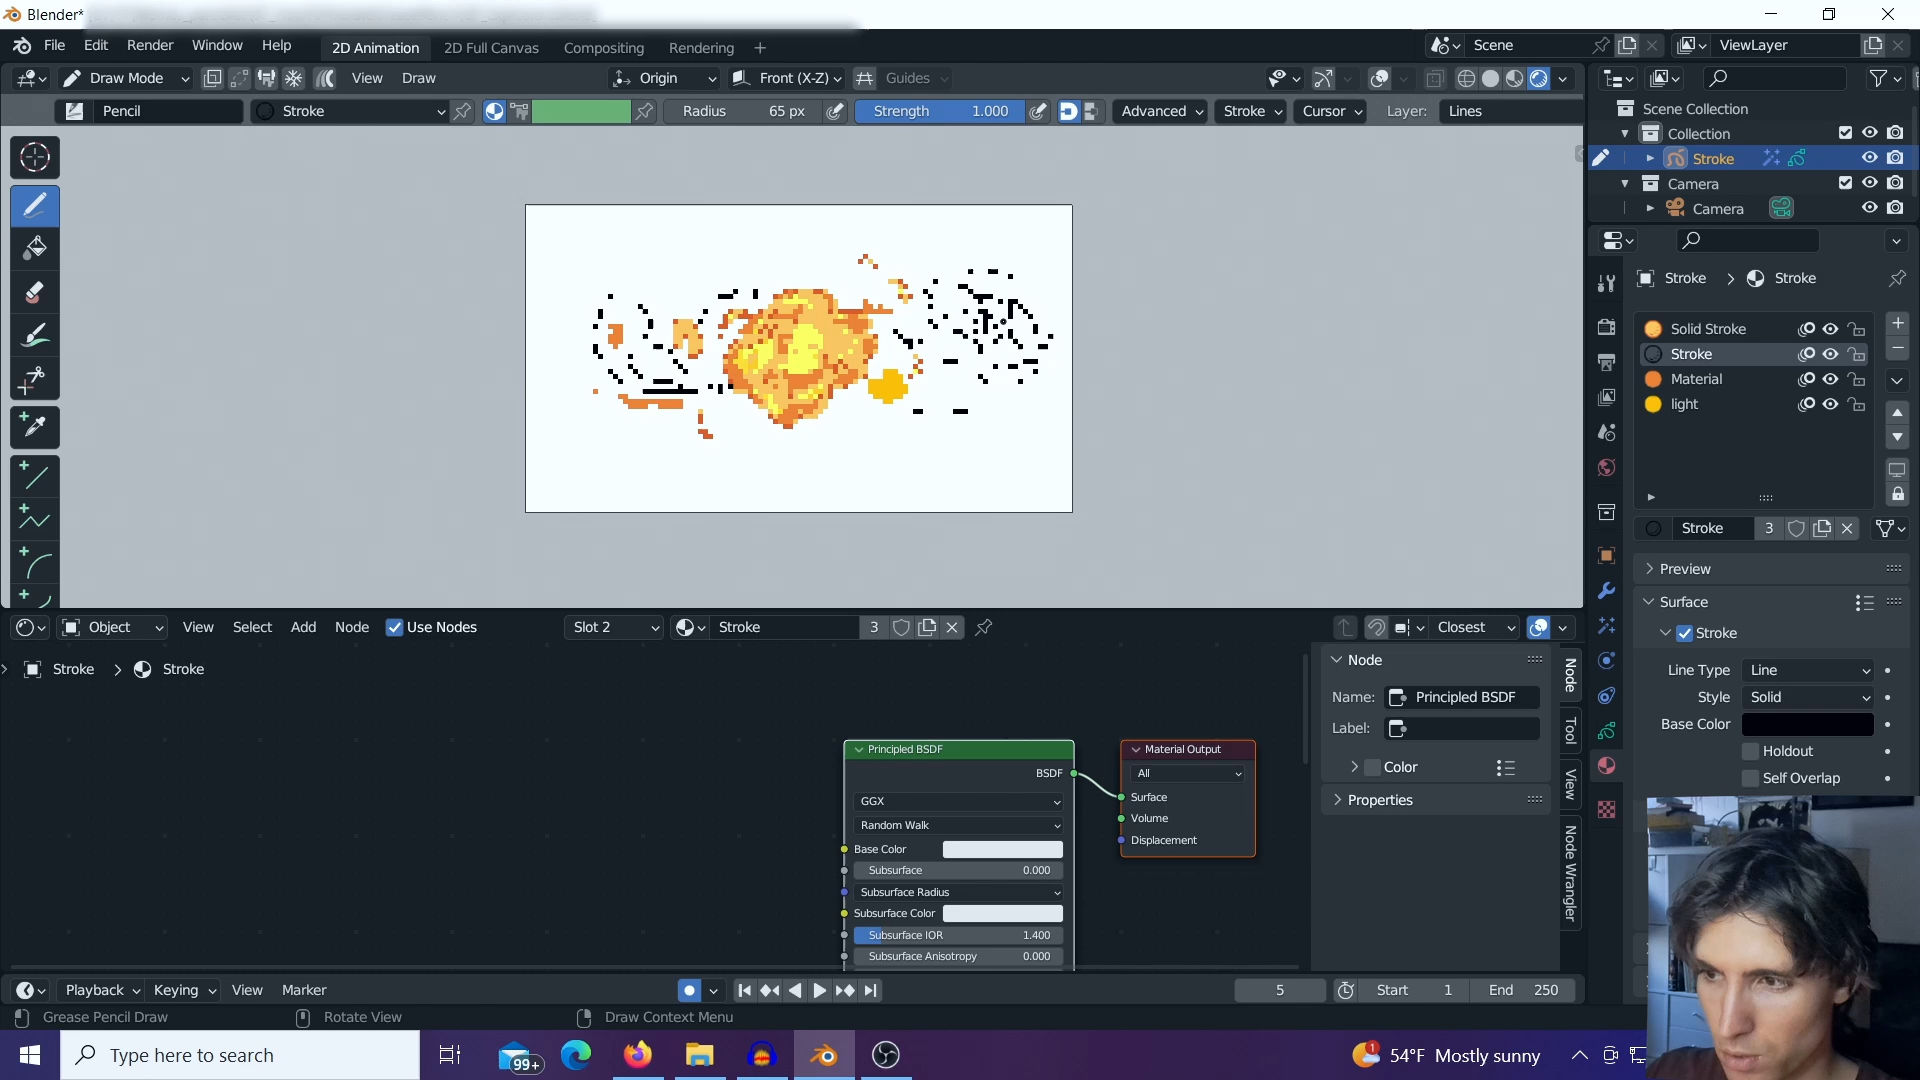 Blender*
File Edit Render Window Help 2D Animation 2D Full Canvas Compositing Rendering + Scene ViewLayer
Draw Mode View Draw Origin Front (X-Z) Guides
Pencil Stroke Radius 65 px Strength 1.000 Advanced Stroke Cursor Layer: Lines
Scene Collection
Collection
Stroke
Camera
Camera
Stroke > Stroke
Solid Stroke
Stroke
Material
light
Stroke 3
Preview
Surface
Stroke
Line Type Line
Style Solid
Base Color
Holdout
Self Overlap
Object View Select Add Node Use Nodes Slot 2 Stroke 3 Closest
Stroke > Stroke
Principled BSDF
BSDF
GGX
Random Walk
Base Color
Subsurface 0.000
Subsurface Radius
Subsurface Color
Subsurface IOR 1.400
Subsurface Anisotropy 0.000
Material Output
All
Surface
Volume
Displacement
Node
Name: Principled BSDF
Label:
Color
Properties
Node
Tool
View
Node Wrangler
Playback Keying View Marker 5 Start 1 End 250
Grease Pencil Draw Rotate View Draw Context Menu
Type here to search 99+ 1 54°F Mostly sunny